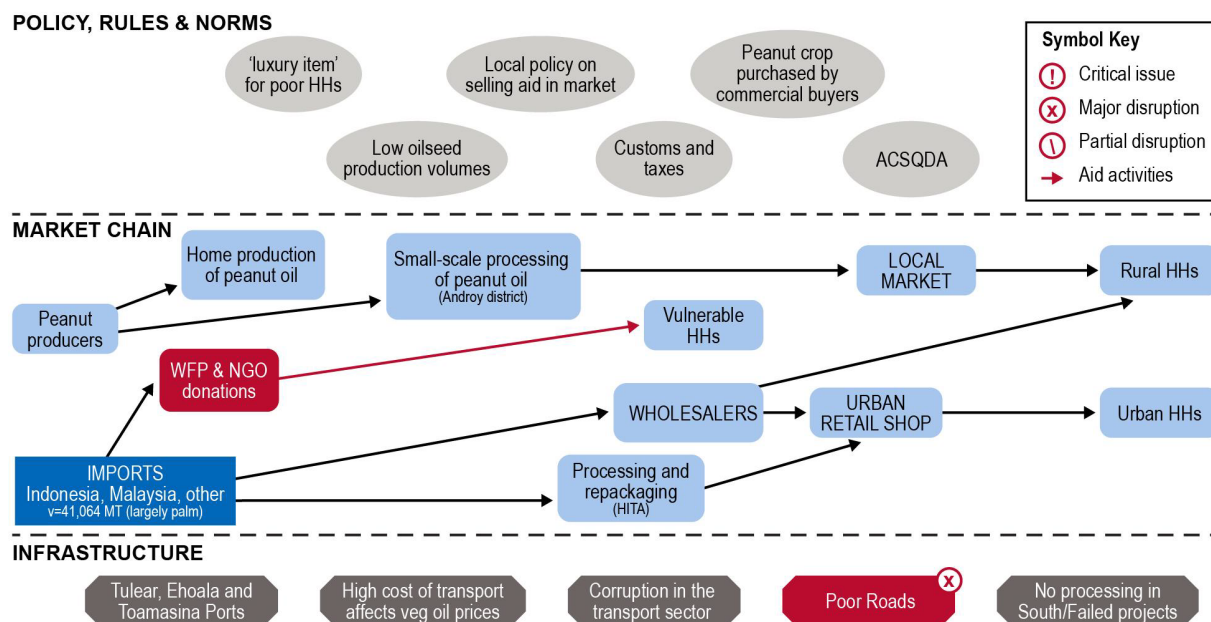 POLICY, RULES & NORMS
'luxury item'
for poor HHs
Local policy on
selling aid in market
Peanut crop
purchased by
commercial buyers
Low oilseed
production volumes
Customs and
taxes
ACSQDA
Symbol Key
! Critical issue
x Major disruption
\ Partial disruption
Aid activities
MARKET CHAIN
Home production
of peanut oil
Small-scale processing
of peanut oil
(Androy district)
LOCAL
MARKET
Rural HHs
Peanut
producers
Vulnerable
HHs
WFP & NGO
donations
WHOLESALERS
URBAN
RETAIL SHOP
Urban HHs
IMPORTS
Indonesia, Malaysia, other
v=41,064 MT (largely palm)
Processing and
repackaging
(HITA)
INFRASTRUCTURE
Tulear, Ehoala and
Toamasina Ports
High cost of transport
affects veg oil prices
Corruption in the
transport sector
Poor Roads
x
No processing in
South/Failed projects